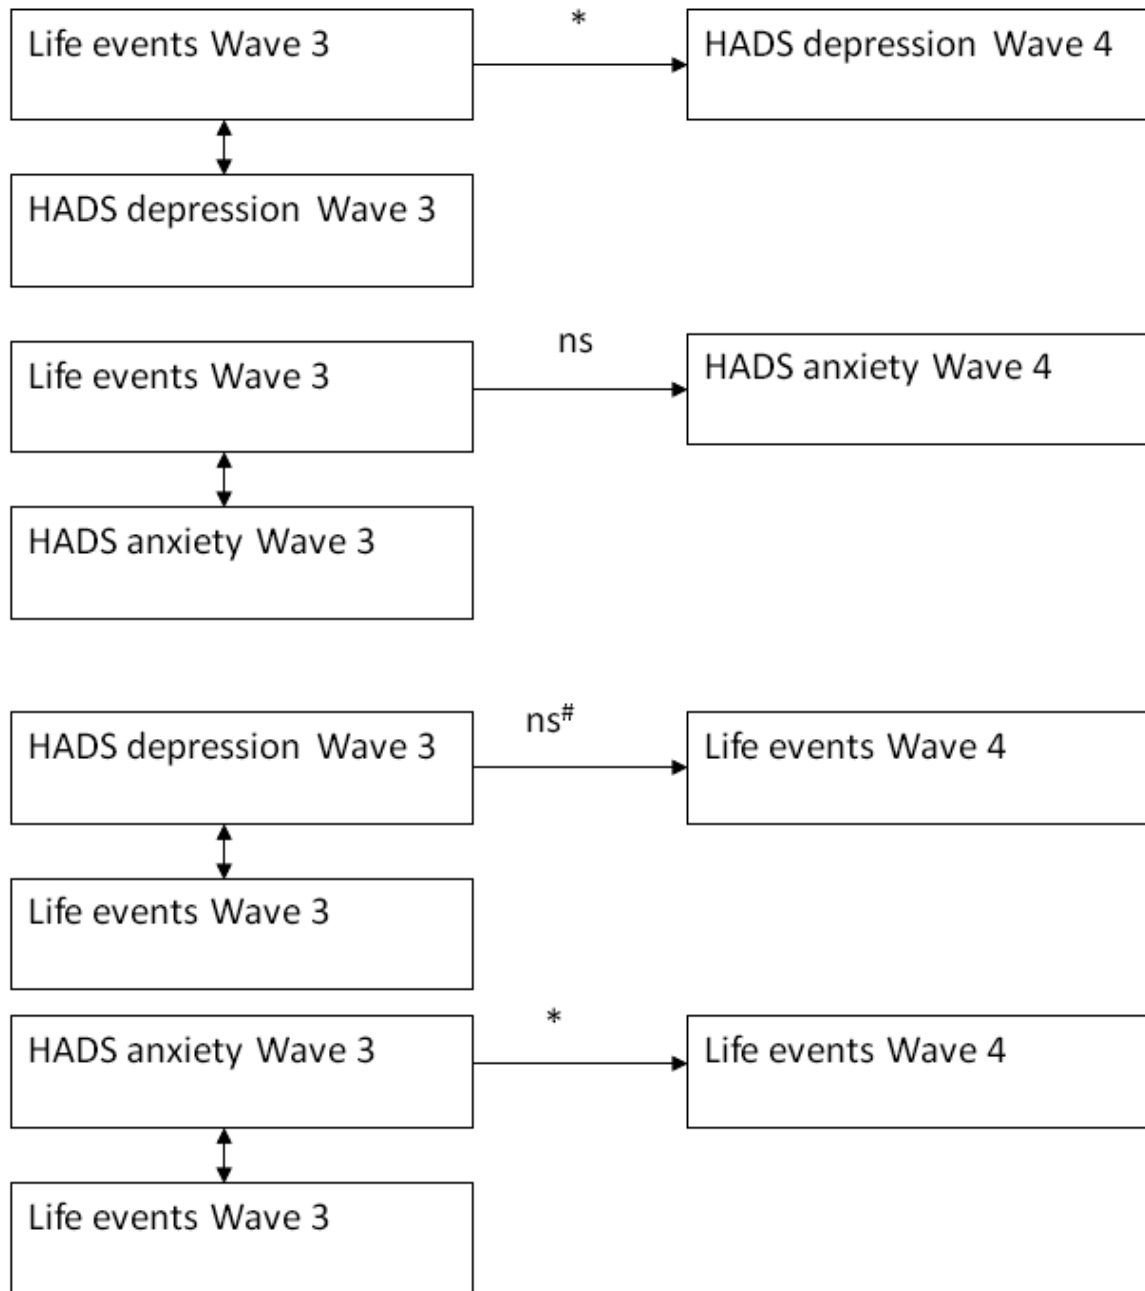 Life events Wave 3
*
HADS depression Wave 4
HADS depression Wave 3
Life events Wave 3
ns
HADS anxiety Wave 4
HADS anxiety Wave 3
HADS depression Wave 3
ns#
Life events Wave 4
Life events Wave 3
HADS anxiety Wave 3
*
Life events Wave 4
Life events Wave 3